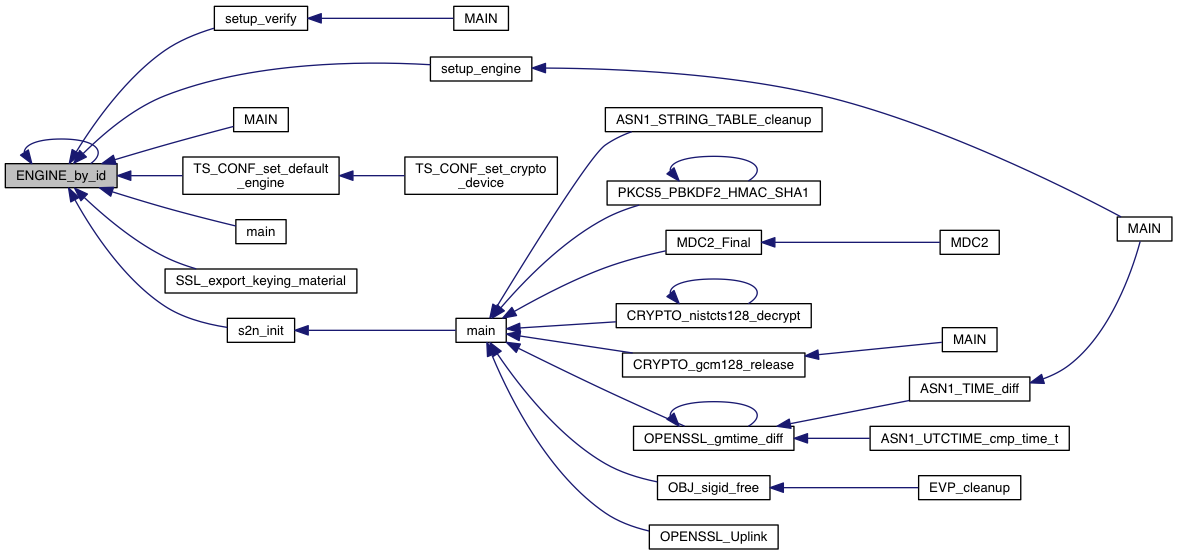 setup_verify
MAIN
setup_engine
MAIN
ASN1_STRING_TABLE_cleanup
ENGINE_by_id
TS_CONF_set_default
_engine
TS_CONF_set_crypto
_device
PKCS5_PBKDF2_HMAC_SHA1
main
MDC2_Final
MDC2
MAIN
SSL_export_keying_material
s2n_init
main
CRYPTO_nistcts128_decrypt
CRYPTO_gcm128_release
MAIN
ASN1_TIME_diff
OPENSSL_gmtime_diff
ASN1_UTCTIME_cmp_time_t
OBJ_sigid_free
EVP_cleanup
OPENSSL_Uplink